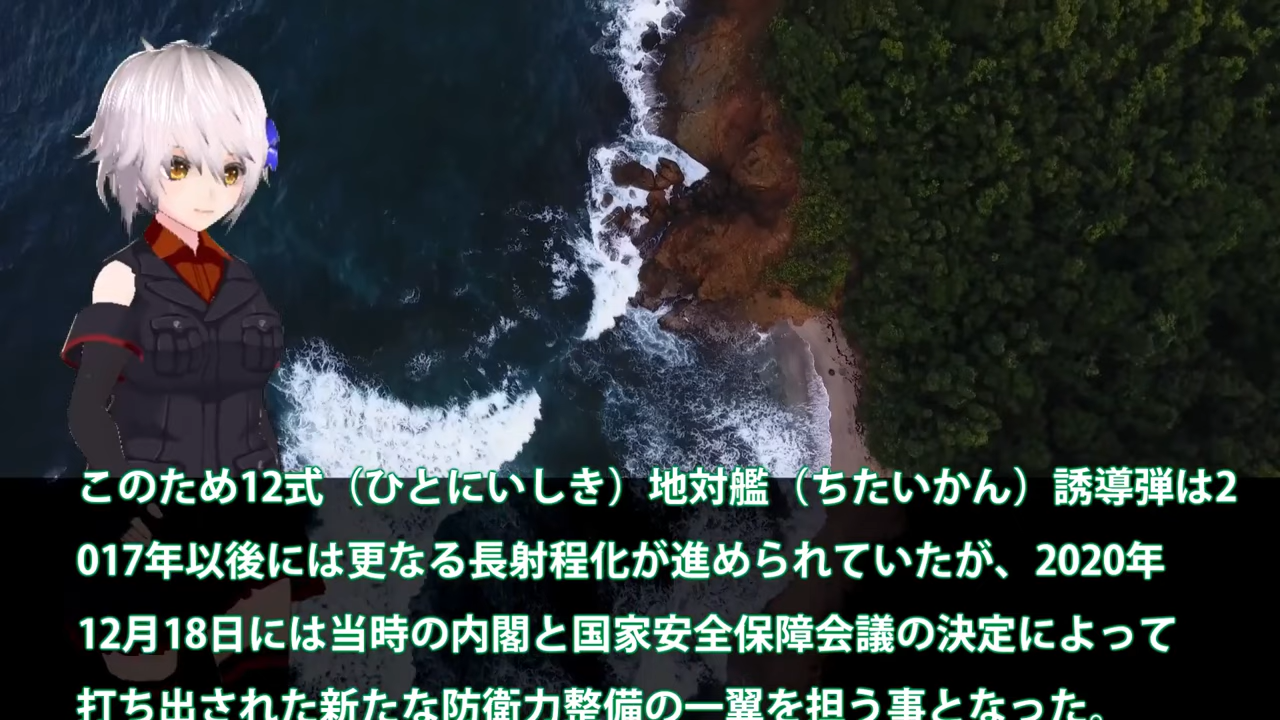 このため12式（ひとにいしき）地対艦（ちたいかん）誘導弾は2
017年以後には更なる長射程化が進められていたが、2020年
12月18日には当時の内閣と国家安全保障会議の決定によって
打ち出された新たな防衛力整備の一翼を担う事となった。